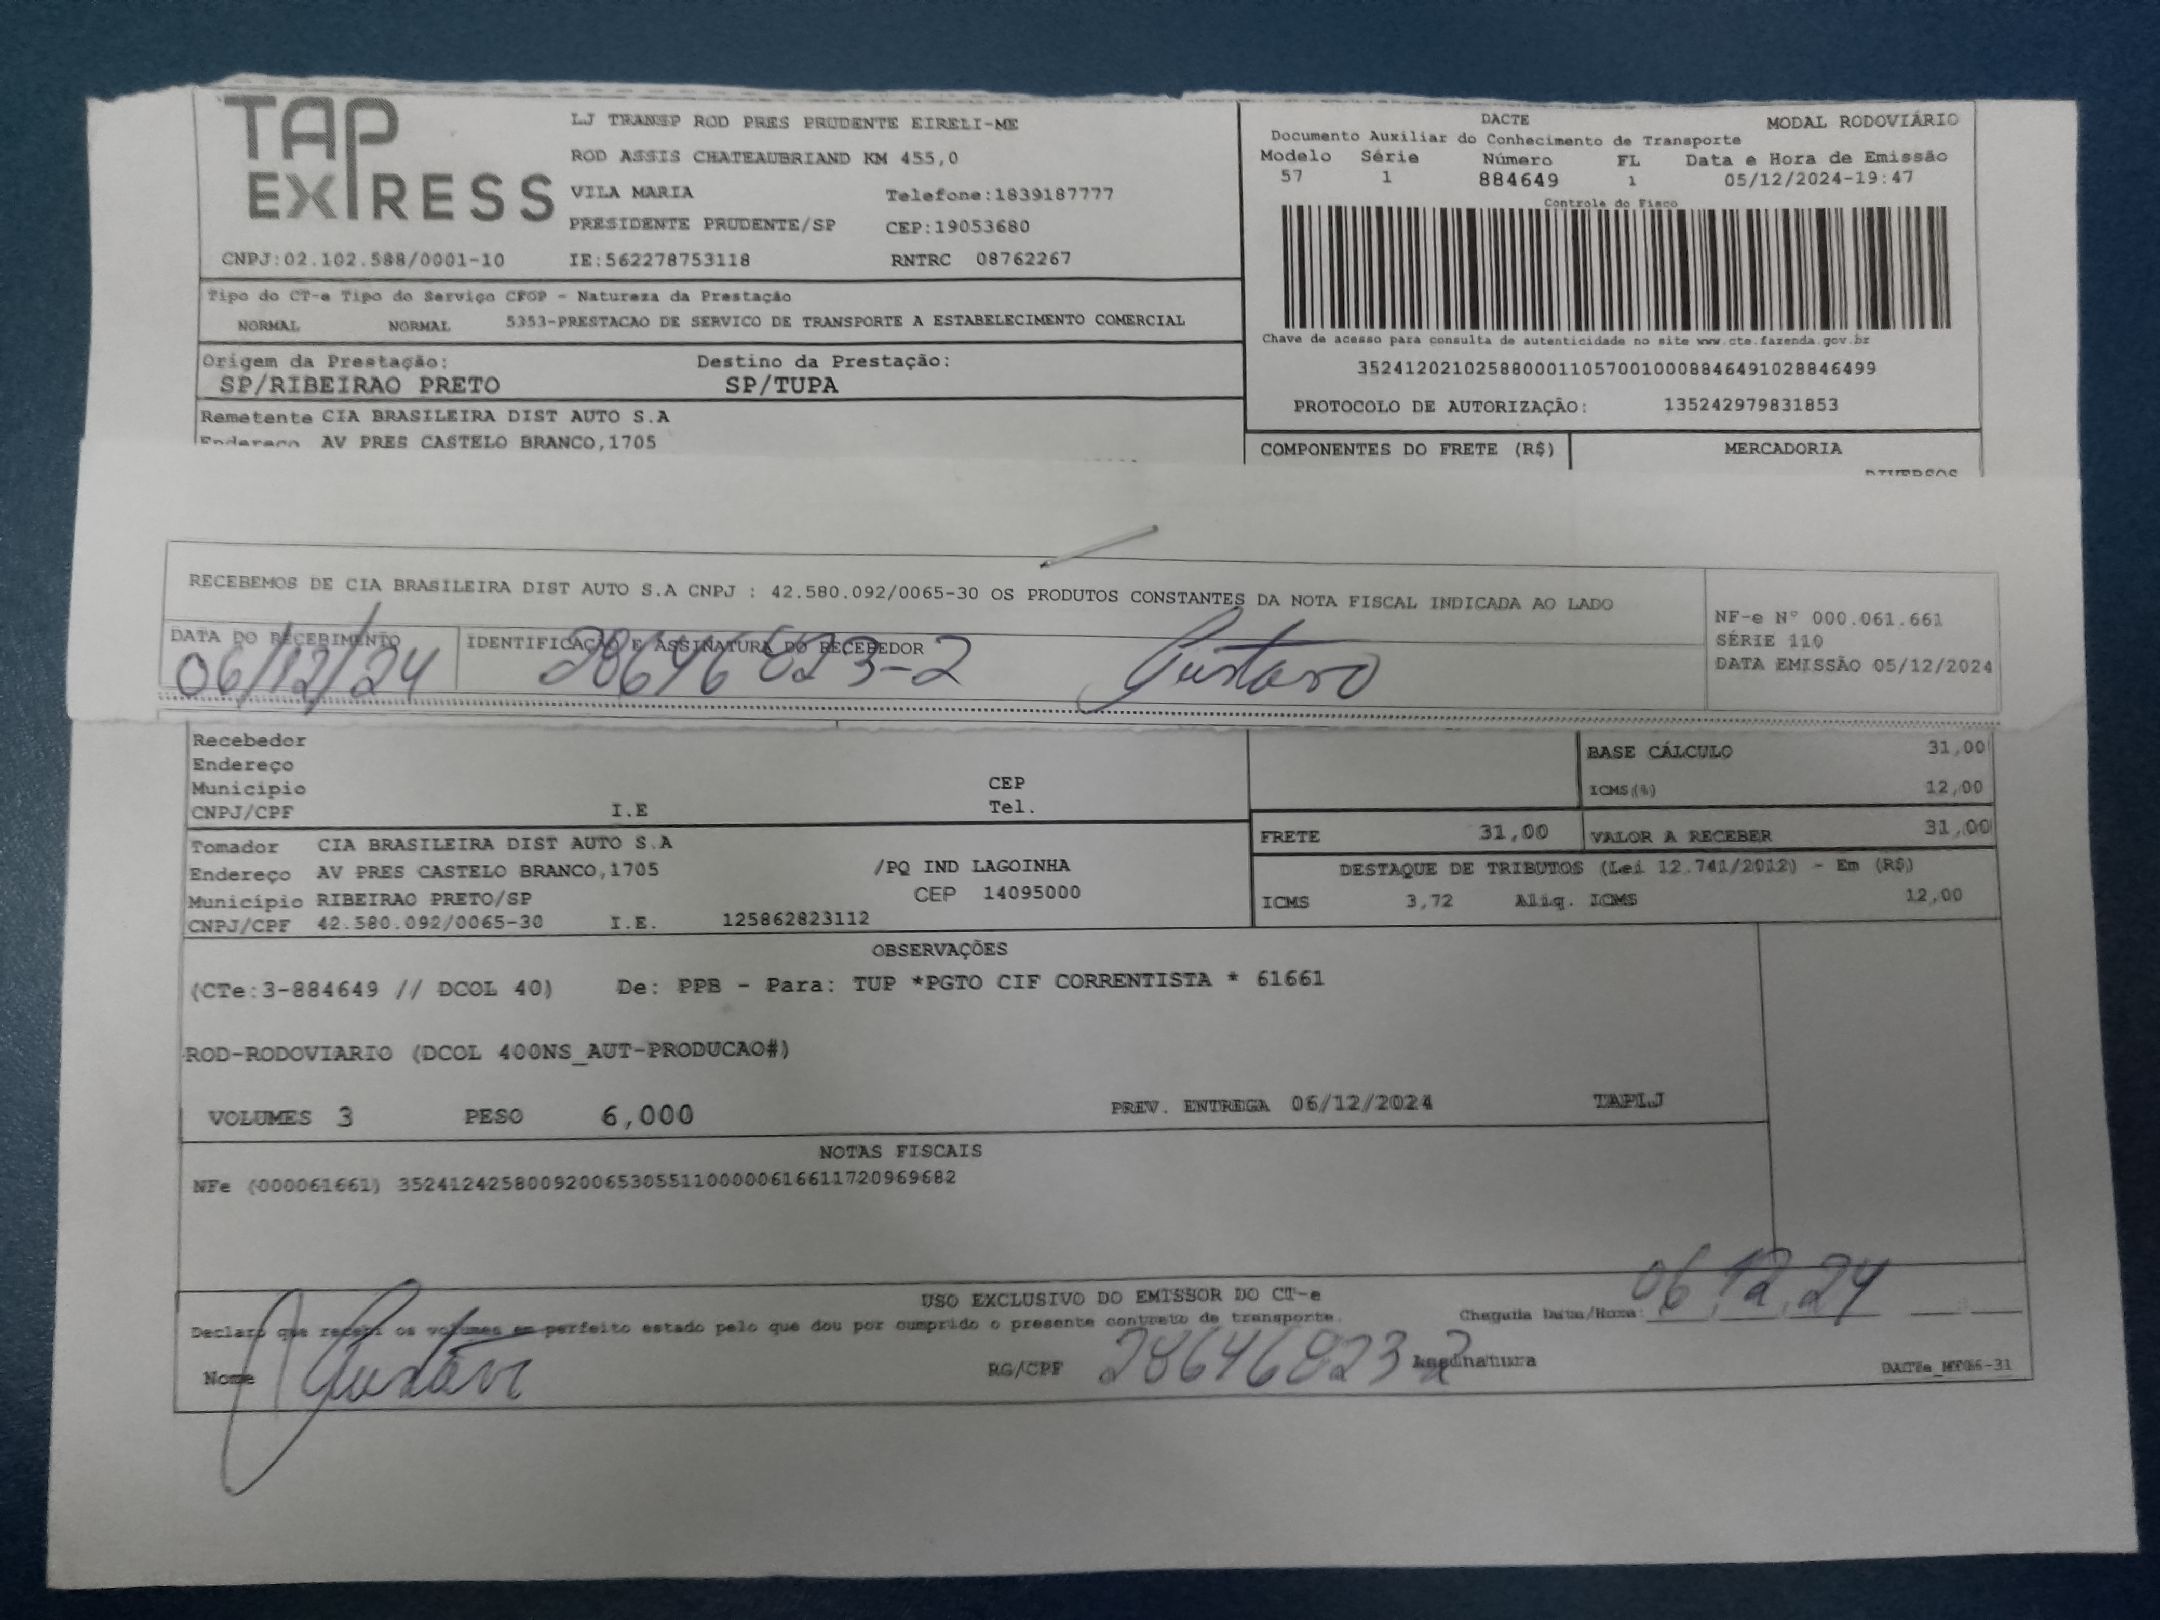 TAP EXPRESS
LJ TRANSP ROD PRES PRUDENTE EIRELI-ME
ROD ASSIS CHATEAUBRIAND KM 455,0
VILA MARIA Telefone:1839187777
PRESIDENTE PRUDENTE/SP CEP:19053680
CNPJ:02.102.588/0001-10 IE:562278753118 RNTRC 08762267
DACTE MODAL RODOVIÁRIO
Documento Auxiliar do Conhecimento de Transporte
Modelo Série Número FL Data e Hora de Emissão
57 1 884649 1 05/12/2024-19:47
Controle do Fisco
Chave de acesso para consulta de autenticidade no site www.cte.fazenda.gov.br
35241202102588000110570010008846491028846499
PROTOCOLO DE AUTORIZAÇÃO: 135242979831853
Tipo do CT-e Tipo do Serviço CFOP - Natureza da Prestação
NORMAL NORMAL 5353-PRESTACAO DE SERVICO DE TRANSPORTE A ESTABELECIMENTO COMERCIAL
Origem da Prestação: Destino da Prestação:
SP/RIBEIRAO PRETO SP/TUPA
Remetente CIA BRASILEIRA DIST AUTO S.A
Endereço AV PRES CASTELO BRANCO,1705
COMPONENTES DO FRETE (R$) MERCADORIA
DIVERSOS
RECEBEMOS DE CIA BRASILEIRA DIST AUTO S.A CNPJ : 42.580.092/0065-30 OS PRODUTOS CONSTANTES DA NOTA FISCAL INDICADA AO LADO
DATA DO RECEBIMENTO IDENTIFICAÇÃO E ASSINATURA DO RECEBEDOR
06/12/24 28646823-2 Gustavo
NF-e Nº 000.061.661
SÉRIE 110
DATA EMISSÃO 05/12/2024
Recebedor
Endereço
Município CEP
CNPJ/CPF I.E Tel.
BASE CÁLCULO 31,00
ICMS(%) 12,00
FRETE 31,00 VALOR A RECEBER 31,00
DESTAQUE DE TRIBUTOS (Lei 12.741/2012) - Em (R$)
ICMS 3,72 Aliq. ICMS 12,00
Tomador CIA BRASILEIRA DIST AUTO S.A
Endereço AV PRES CASTELO BRANCO,1705 /PQ IND LAGOINHA
Município RIBEIRAO PRETO/SP CEP 14095000
CNPJ/CPF 42.580.092/0065-30 I.E. 125862823112
OBSERVAÇÕES
(CTe:3-884649 // DCOL 40) De: PPB - Para: TUP *PGTO CIF CORRENTISTA * 61661
ROD-RODOVIARIO (DCOL 400NS_AUT-PRODUCAO#)
VOLUMES 3 PESO 6,000 PREV. ENTREGA 06/12/2024 TAPLJ
NOTAS FISCAIS
NFe (000061661) 35241242580092006530551100000616611720969682
USO EXCLUSIVO DO EMISSOR DO CT-e
Declaro que recebi os volumes em perfeito estado pelo que dou por cumprido o presente contrato de transporte. Chegada Data/Hora: 06 12 24
Nome Gustavo RG/CPF 28646823 2 Assinatura